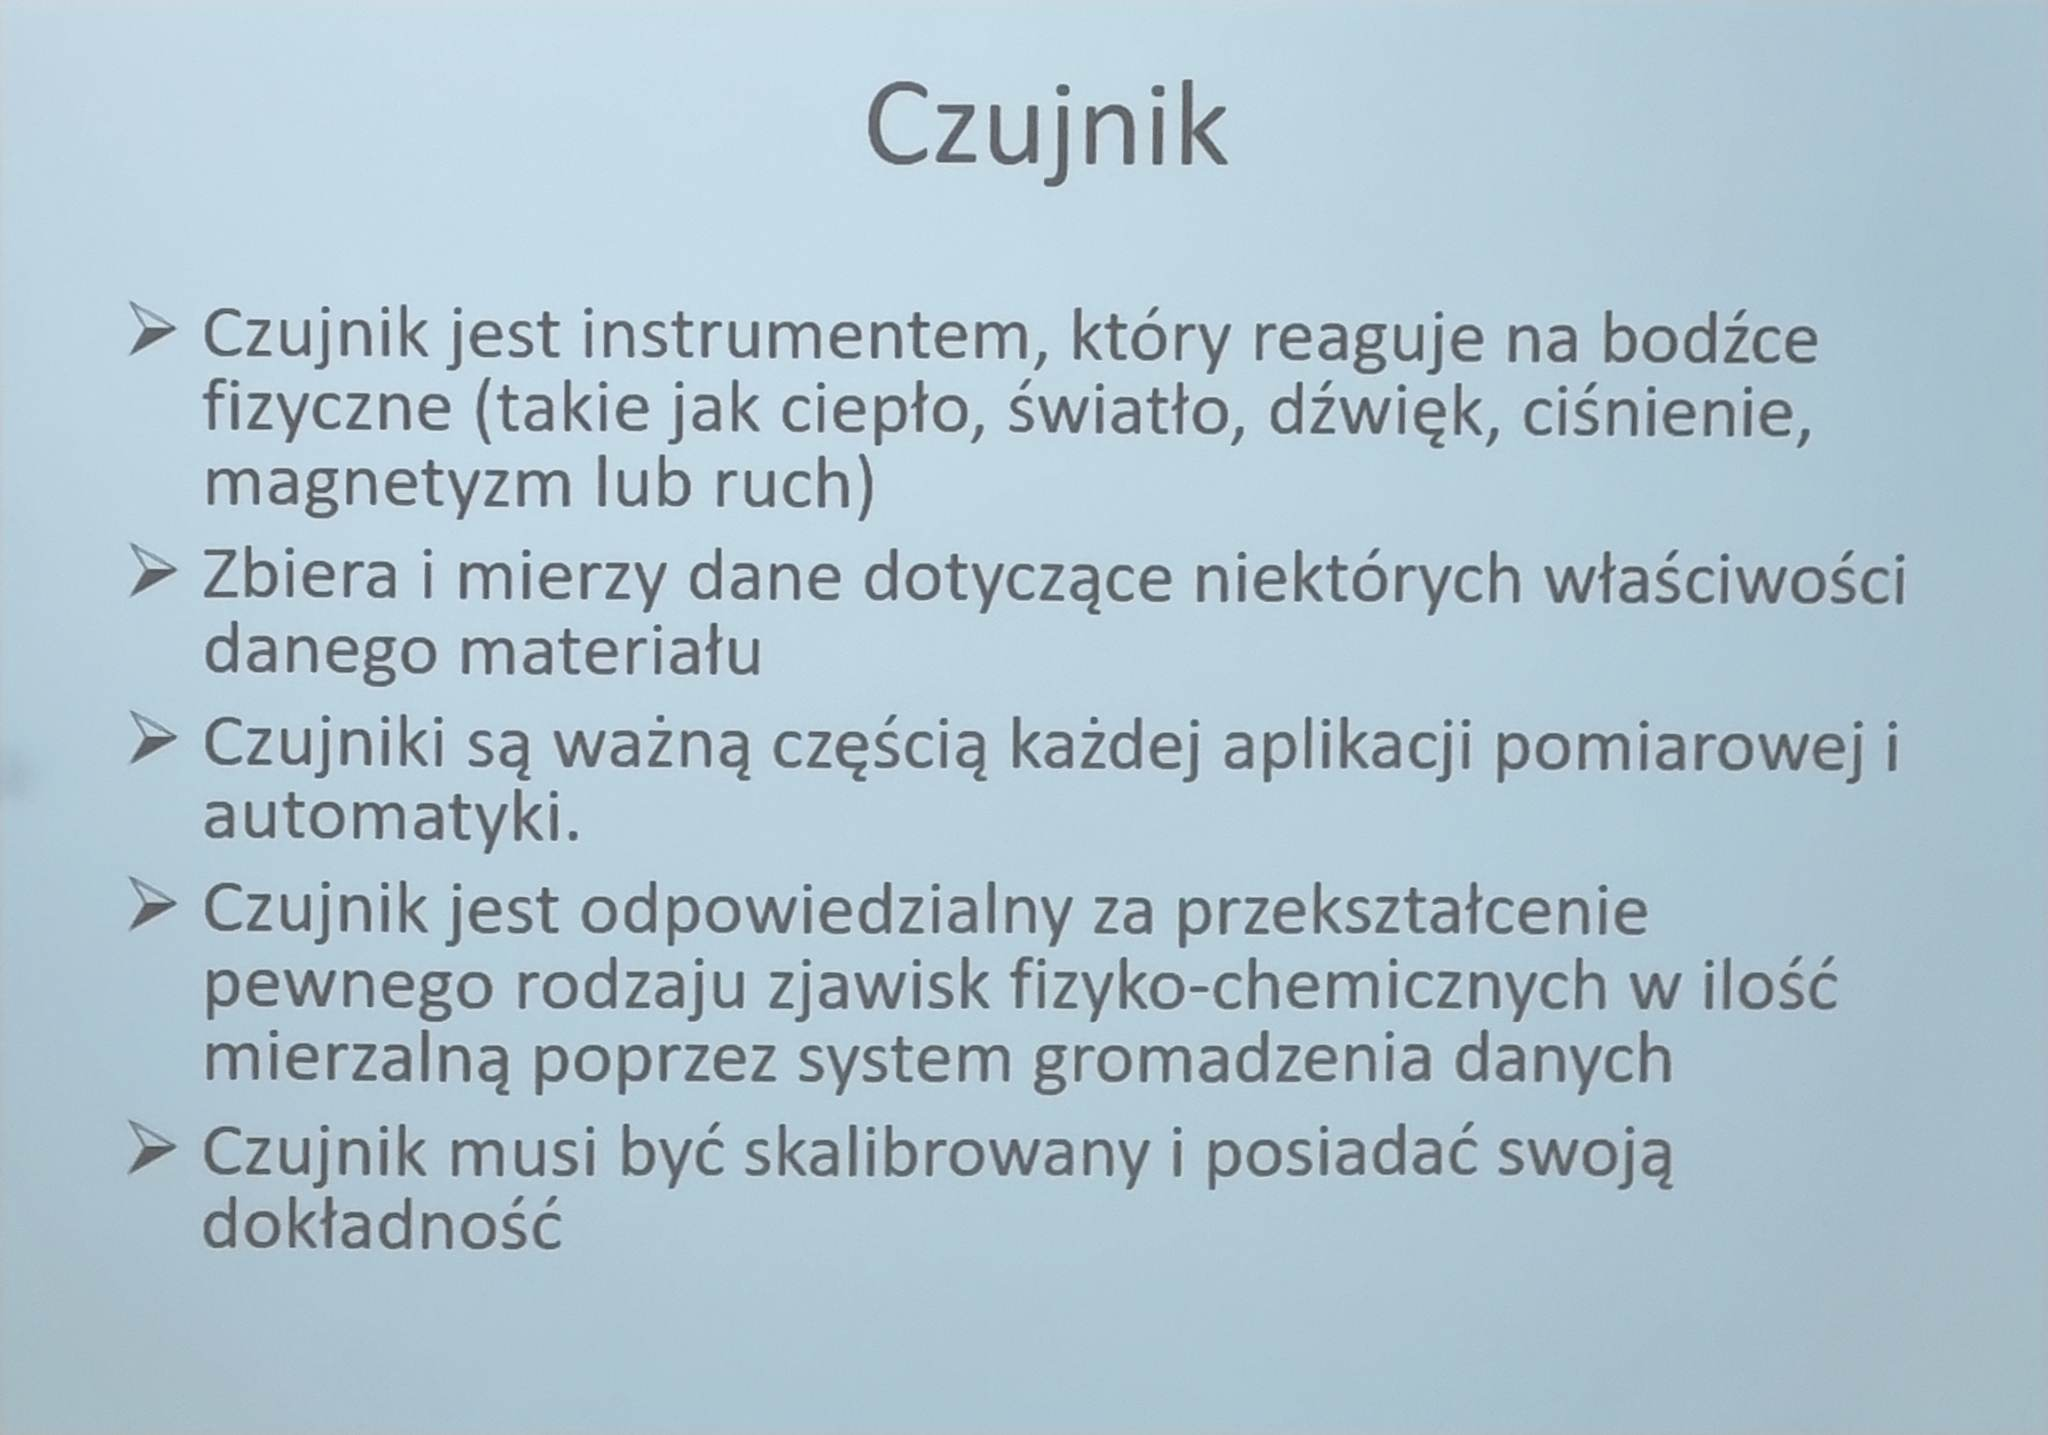 Czujnik
Czujnik jest instrumentem, który reaguje na bodźce
fizyczne (takie jak ciepło, światło, dźwięk, ciśnienie,
magnetyzm lub ruch)
Zbiera i mierzy dane dotyczące niektórych właściwości
danego materiału
Czujniki są ważną częścią każdej aplikacji pomiarowej i
automatyki.
Czujnik jest odpowiedzialny za przekształcenie
pewnego rodzaju zjawisk fizyko-chemicznych w ilość
mierzalną poprzez system gromadzenia danych
Czujnik musi być skalibrowany i posiadać swoją
dokładność